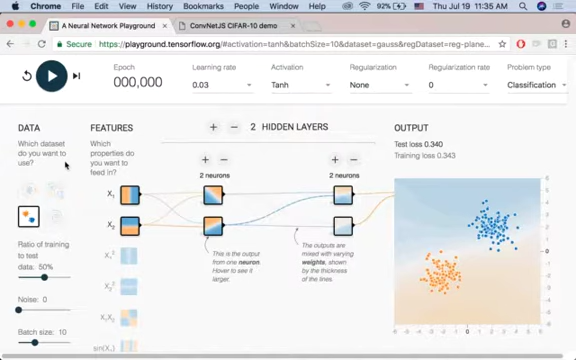 Chrome File Edit View History Bookmarks People Window Help 92% Thu Jul 19 11:35 AM
A Neural Network Playground
ConvNetJS CIFAR-10 demo
Secure https://playground.tensorflow.org/#activation=tanh&batchSize=10&dataset=gauss&regDataset=reg-plane...
Epoch
000,000
Learning rate
0.03
Activation
Tanh
Regularization
None
Regularization rate
0
Problem type
Classification
DATA
Which dataset
do you want to
use?
Ratio of training
to test
data: 50%
Noise: 0
Batch size: 10
FEATURES
Which
properties do
you want to
feed in?
X₁
X₂
X₁²
X₂²
X₁X₂
sin(X₁)
+ − 2 HIDDEN LAYERS
+ −
2 neurons
+ −
2 neurons
This is the output
from one neuron.
Hover to see it
larger.
The outputs are
mixed with varying
weights, shown
by the thickness
of the lines.
OUTPUT
Test loss 0.340
Training loss 0.343
6
5
4
3
2
1
0
-1
-2
-3
-4
-5
-6
-6 -5 -4 -3 -2 -1 0 1 2 3 4 5 6